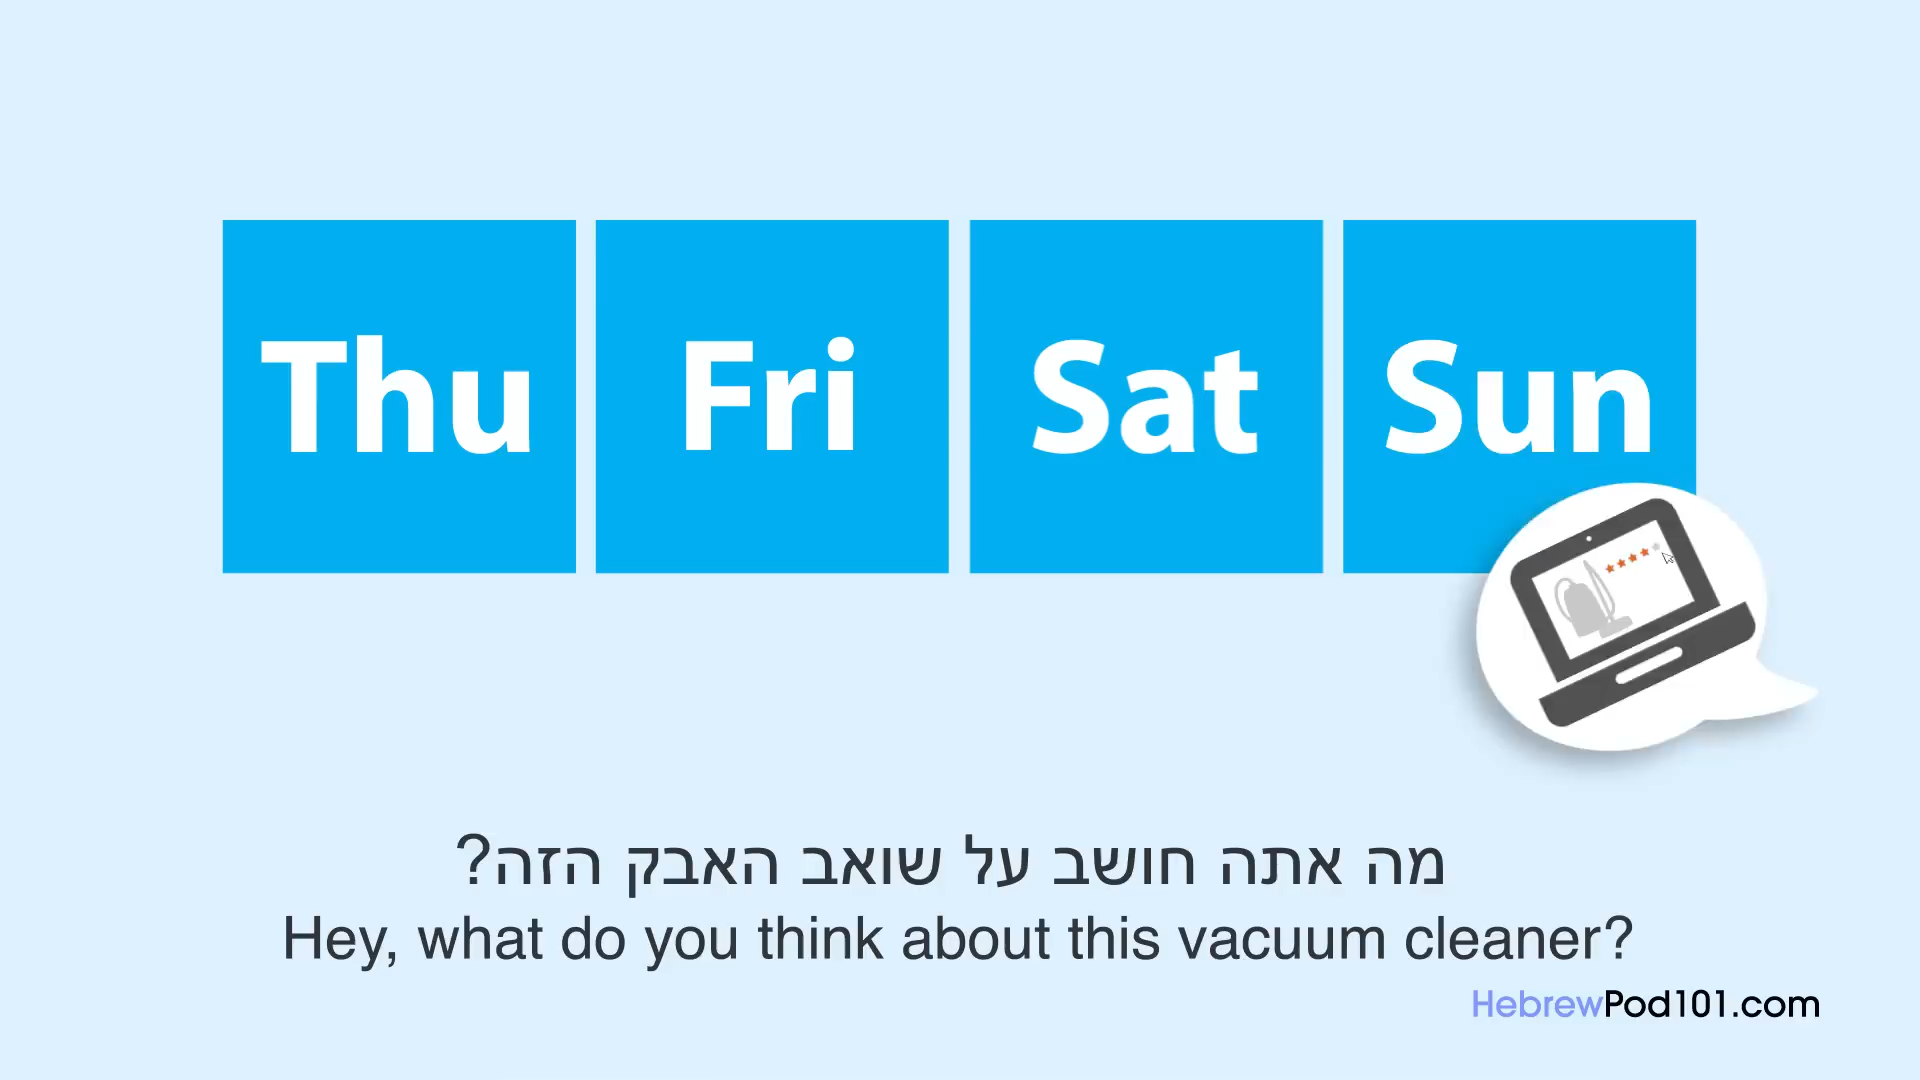 Thu Fri Sat Sun
מה אתה חושב על שואב האבק הזה?
Hey, what do you think about this vacuum cleaner?
HebrewPod101.com